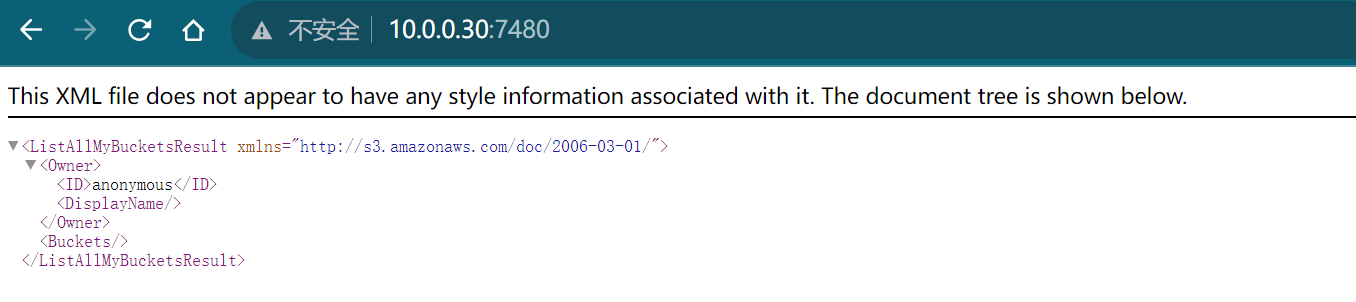 不安全 10.0.0.30:7480
This XML file does not appear to have any style information associated with it. The document tree is shown below.
▼<ListAllMyBucketsResult xmlns="http://s3.amazonaws.com/doc/2006-03-01/">
▼<Owner>
<ID>anonymous</ID>
<DisplayName/>
</Owner>
<Buckets/>
</ListAllMyBucketsResult>